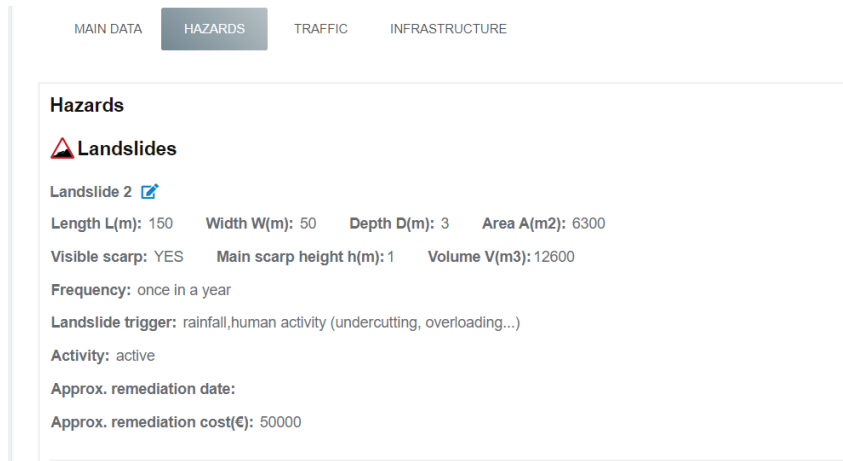 MAIN DATA HAZARDS TRAFFIC INFRASTRUCTURE
Hazards
Landslides
Landslide 2
Length L(m): 150 Width W(m): 50 Depth D(m): 3 Area A(m2): 6300
Visible scarp: YES Main scarp height h(m): 1 Volume V(m3): 12600
Frequency: once in a year
Landslide trigger: rainfall,human activity (undercutting, overloading...)
Activity: active
Approx. remediation date:
Approx. remediation cost(€): 50000